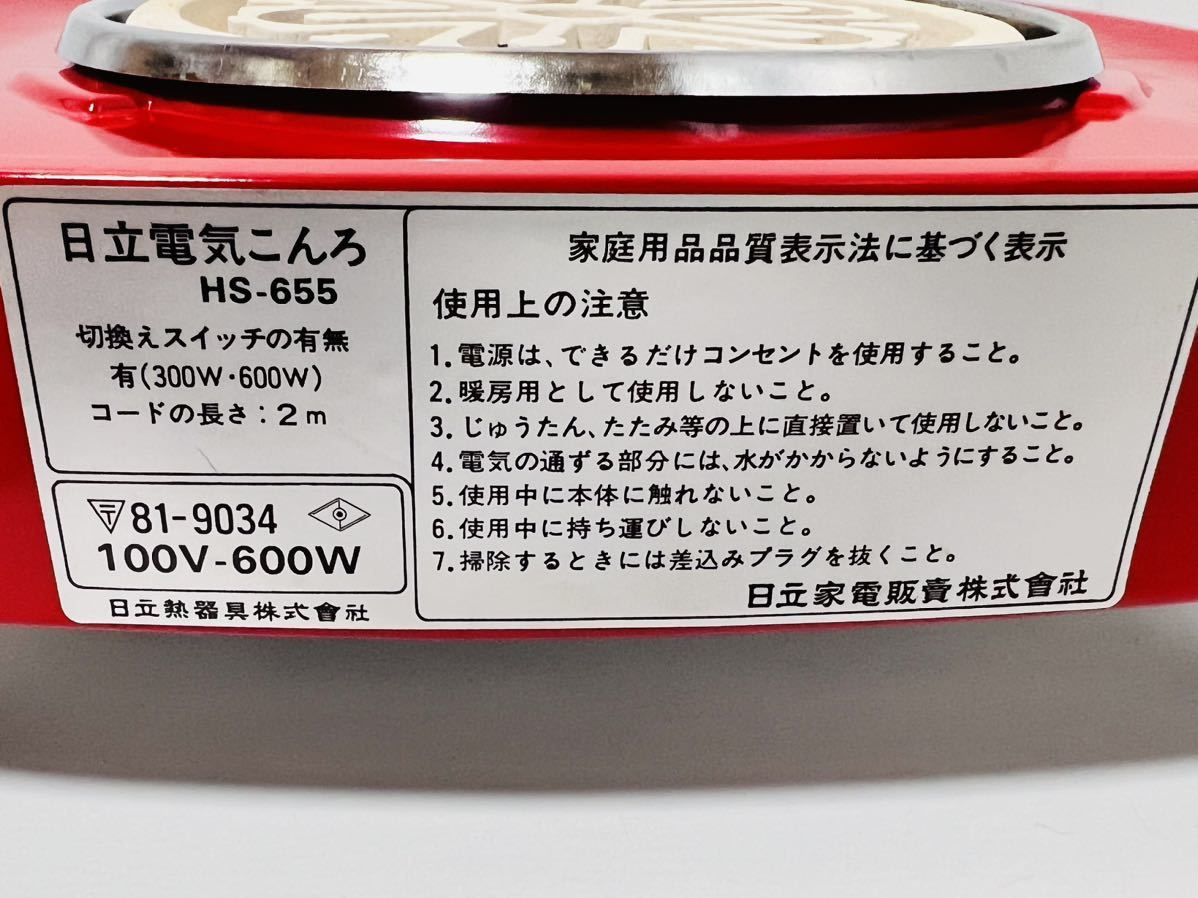 日立電気こんろ
HS-655
切換えスイッチの有無
有(300W・600W)
コードの長さ:2m
〒81-9034
100V-600W
日立熱器具株式會社
家庭用品品質表示法に基づく表示
使用上の注意
1.電源は、できるだけコンセントを使用すること。
2.暖房用として使用しないこと。
3.じゅうたん、たたみ等の上に直接置いて使用しないこと。
4.電気の通ずる部分には、水がかからないようにすること。
5.使用中に本体に触れないこと。
6.使用中に持ち運びしないこと。
7.掃除するときには差込みプラグを抜くこと。
日立家電販賣株式會社